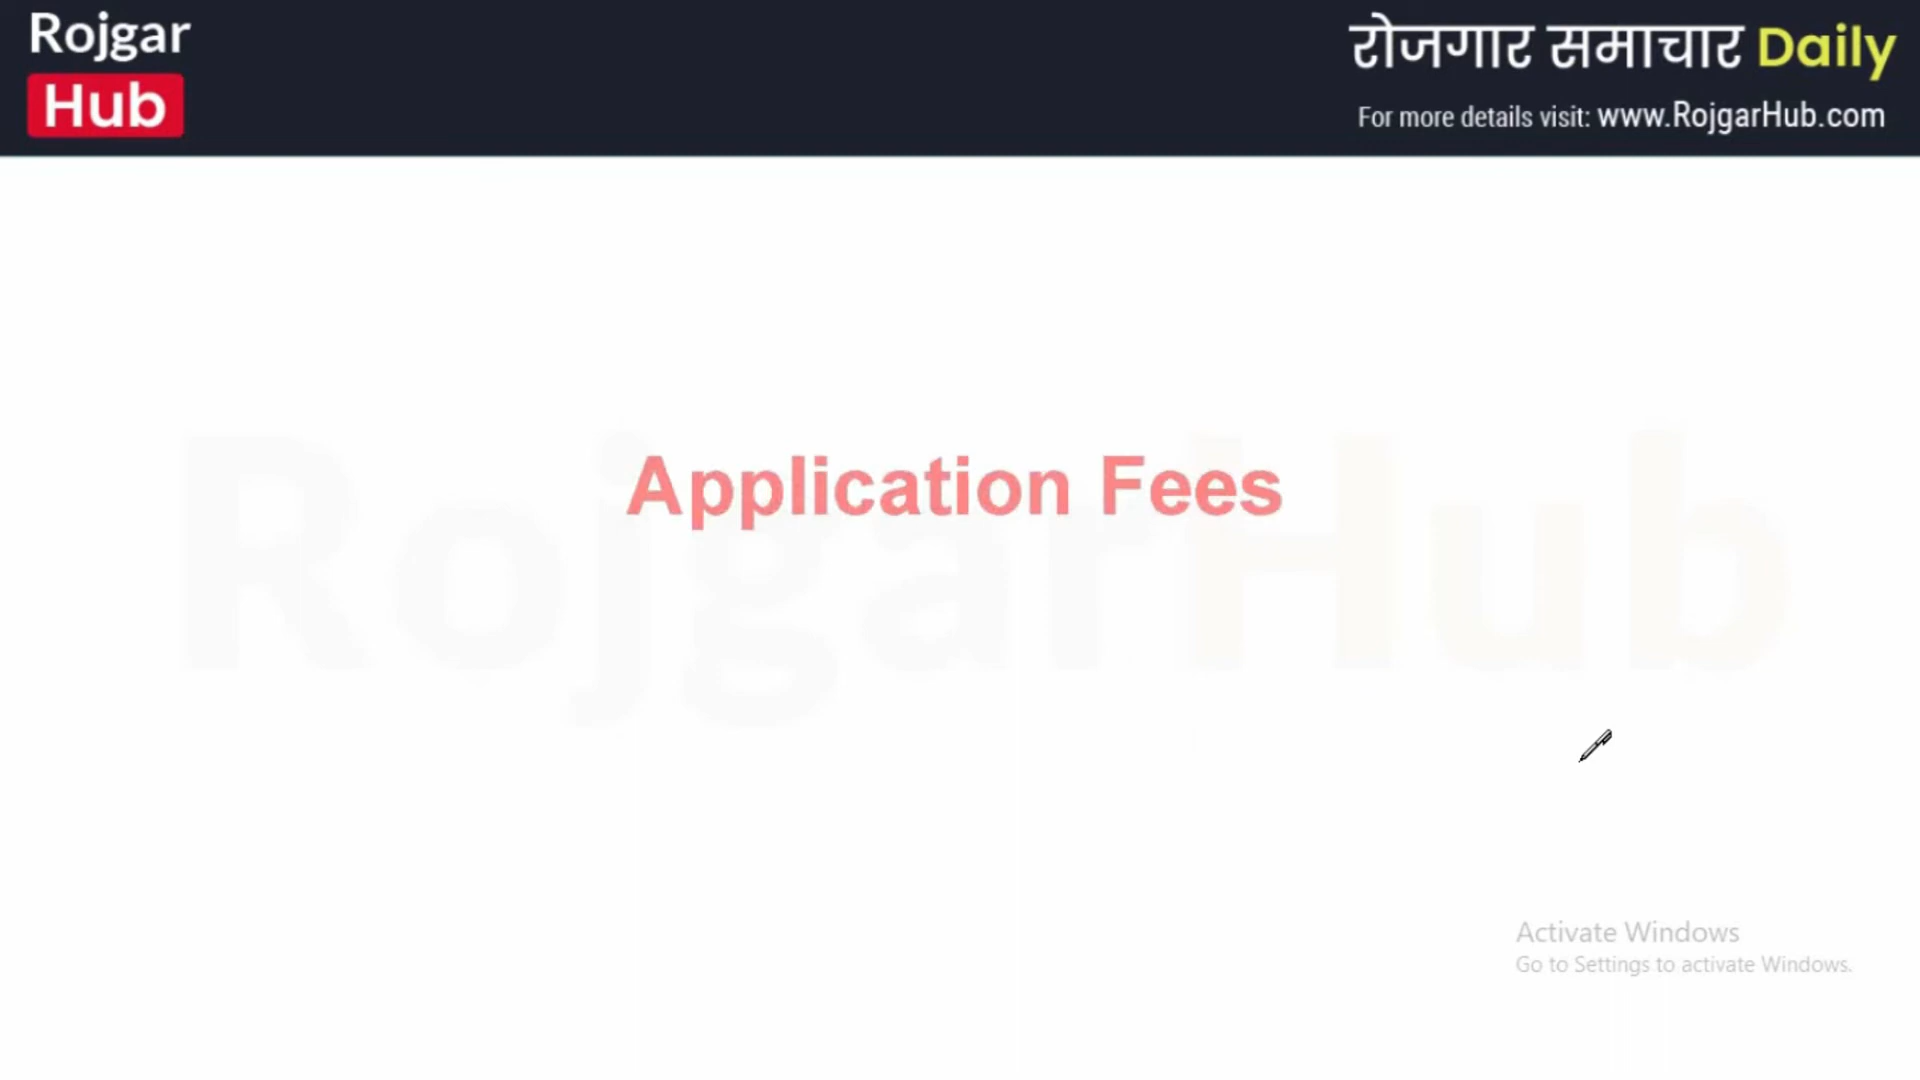 Rojgar
Hub
रोजगार समाचार Daily
For more details visit: www.RojgarHub.com
Application Fees
RojgarHub
Activate Windows
Go to Settings to activate Windows.